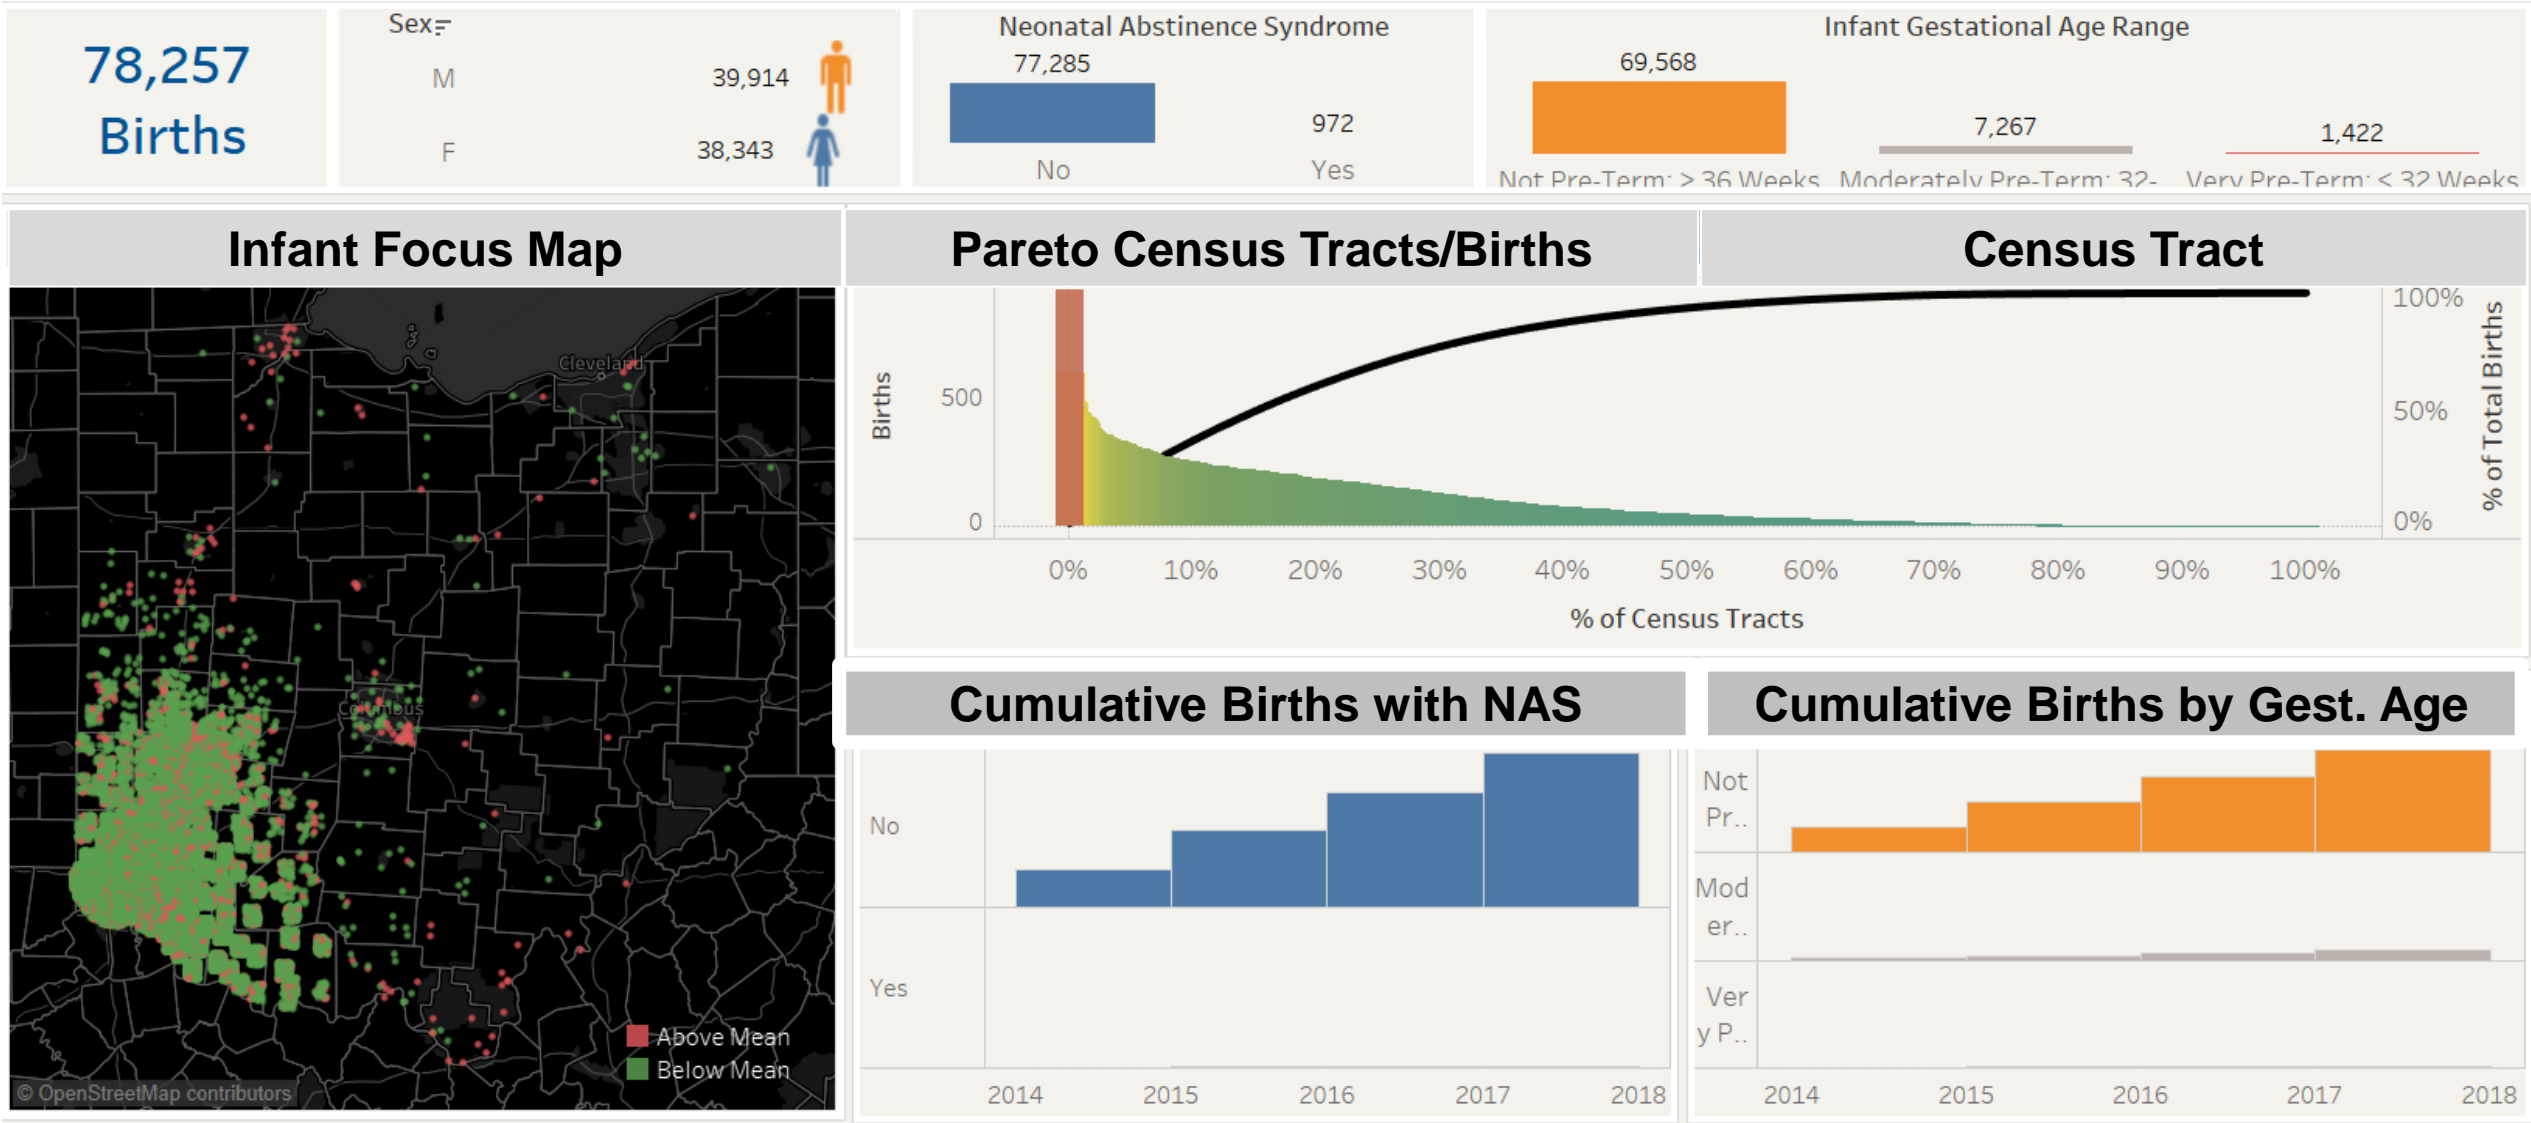 78,257
Births
Sex
M 39,914
F 38,343
Neonatal Abstinence Syndrome
77,285
972
No Yes
Infant Gestational Age Range
69,568
7,267
1,422
Not Pre-Term: > 36 Weeks Moderately Pre-Term: 32- Very Pre-Term: < 32 Weeks
Infant Focus Map
Cleveland
Columbus
Above Mean
Below Mean
© OpenStreetMap contributors
Pareto Census Tracts/Births
Census Tract
Births
500
0
100%
50%
0%
% of Total Births
0% 10% 20% 30% 40% 50% 60% 70% 80% 90% 100%
% of Census Tracts
Cumulative Births with NAS
No
Yes
2014 2015 2016 2017 2018
Cumulative Births by Gest. Age
Not
Pr..
Mod
er..
Ver
y P..
2014 2015 2016 2017 2018